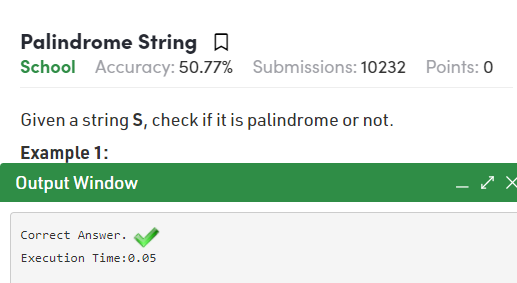 Palindrome String
School Accuracy: 50.77% Submissions: 10232 Points: 0
Given a string S, check if it is palindrome or not.
Example 1:
Output Window
Correct Answer.
Execution Time:0.05